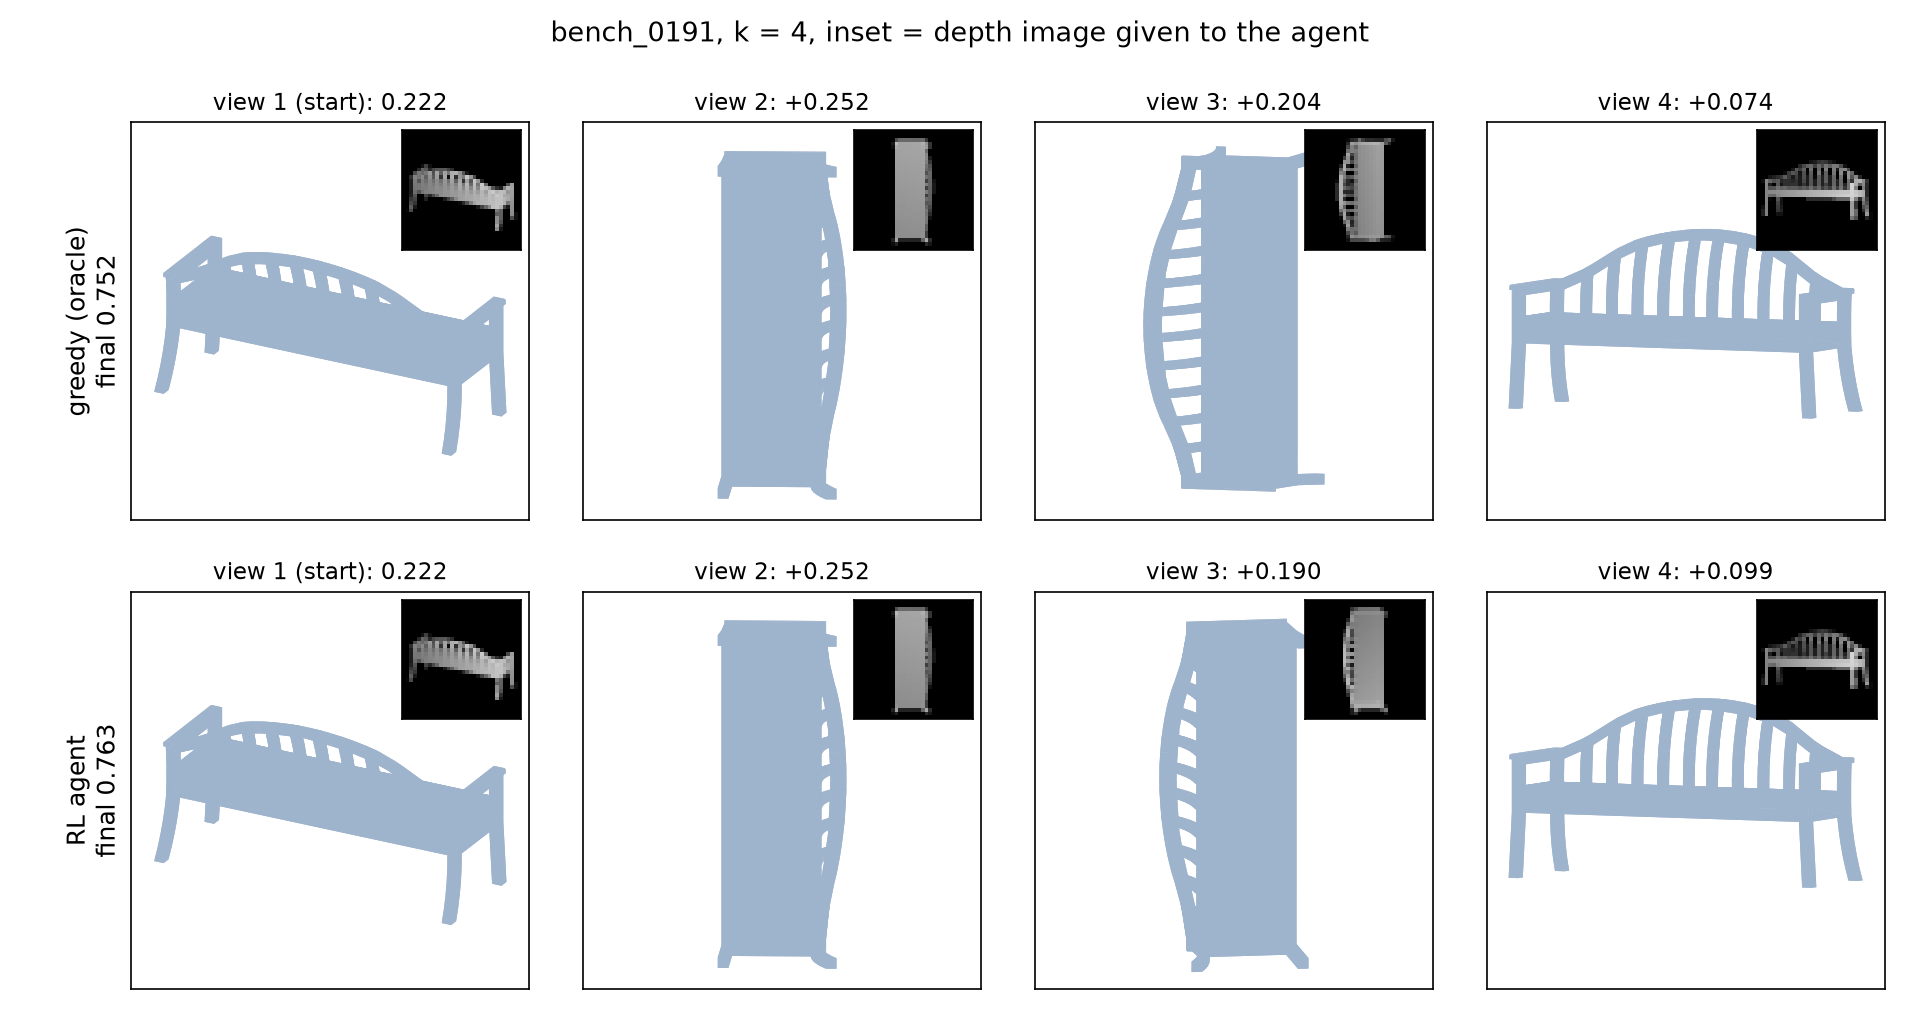 bench_0191, k = 4, inset = depth image given to the agent
greedy (oracle)
final 0.752
view 1 (start): 0.222
view 2: +0.252
view 3: +0.204
view 4: +0.074
RL agent
final 0.763
view 1 (start): 0.222
view 2: +0.252
view 3: +0.190
view 4: +0.099